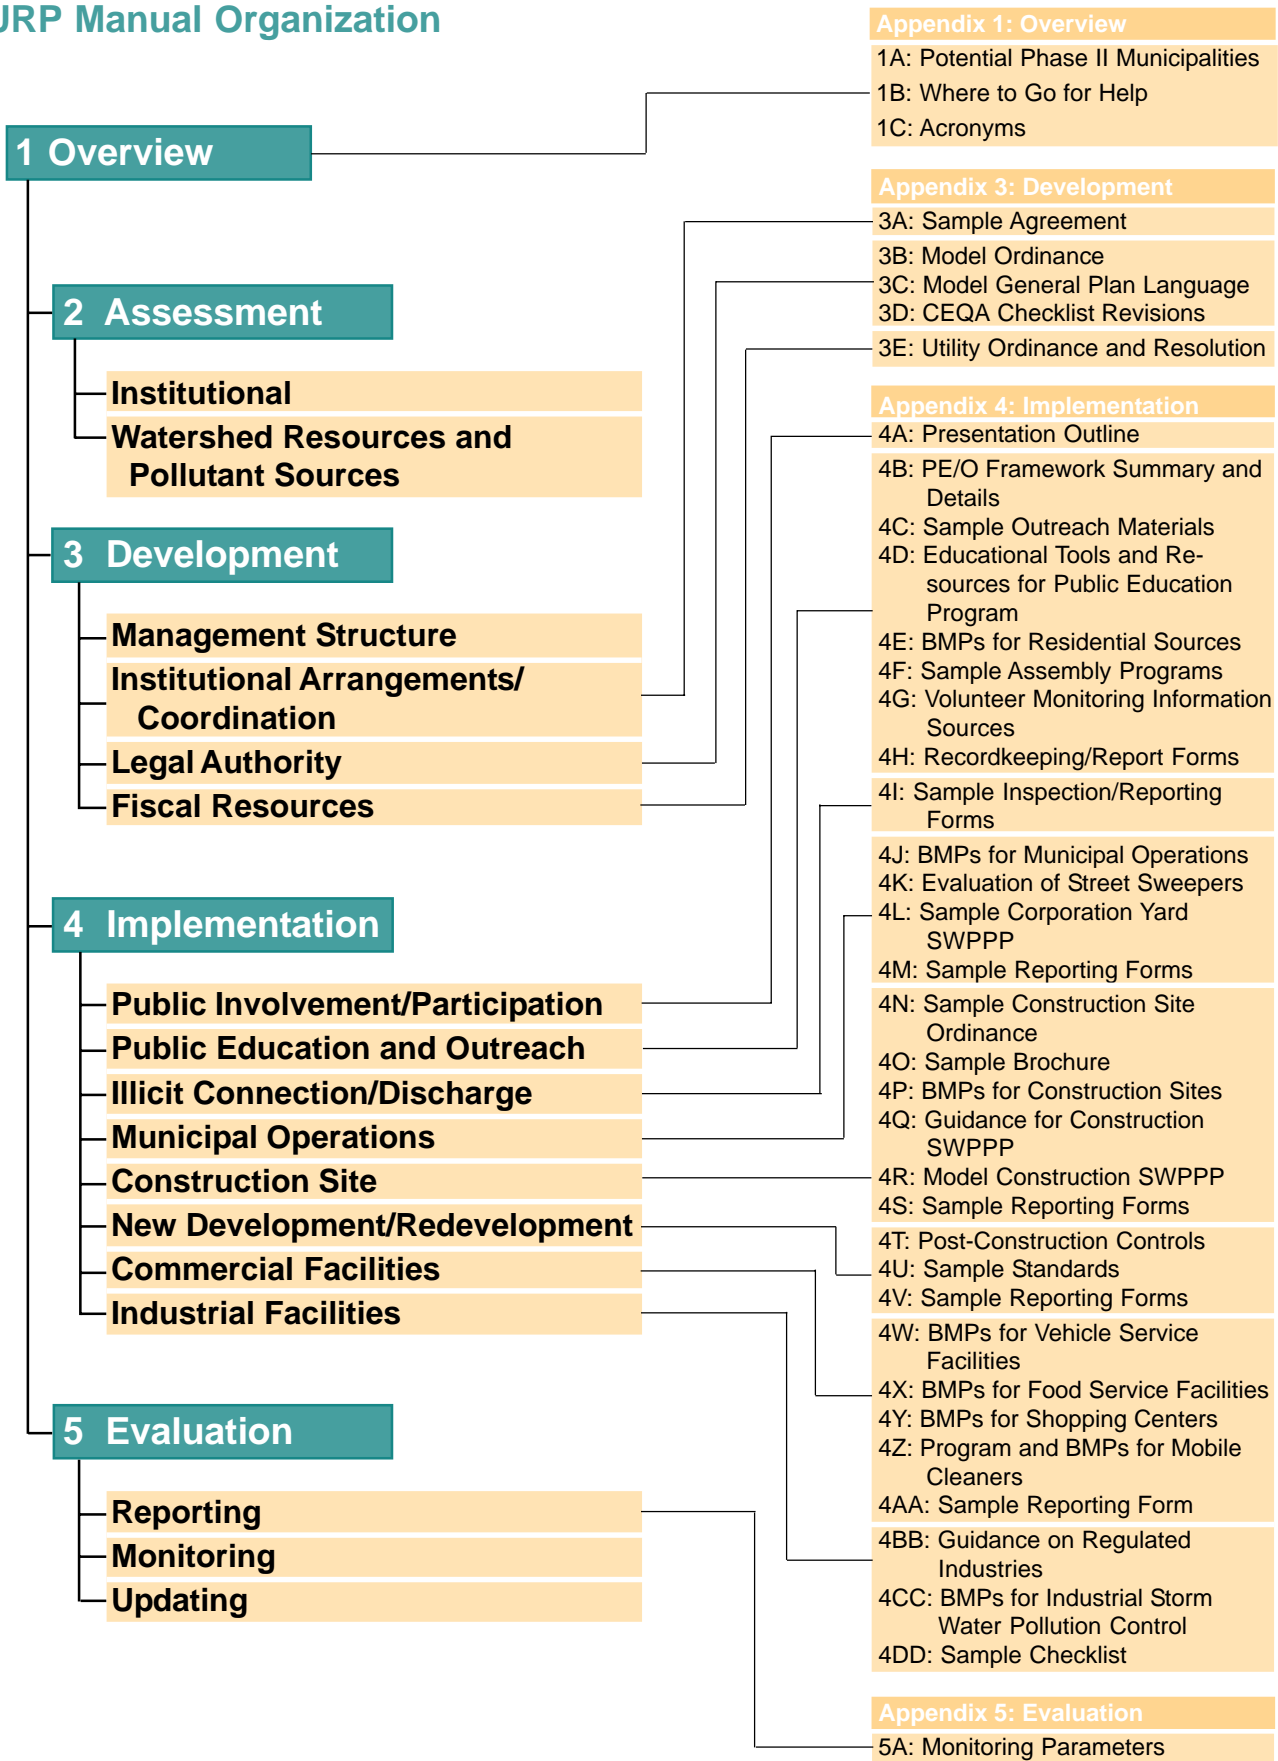 URP Manual Organization
1 Overview
2 Assessment
Institutional
Watershed Resources and
Pollutant Sources
3 Development
Management Structure
Institutional Arrangements/
Coordination
Legal Authority
Fiscal Resources
4 Implementation
Public Involvement/Participation
Public Education and Outreach
Illicit Connection/Discharge
Municipal Operations
Construction Site
New Development/Redevelopment
Commercial Facilities
Industrial Facilities
5 Evaluation
Reporting
Monitoring
Updating
Appendix 1: Overview
1A: Potential Phase II Municipalities
1B: Where to Go for Help
1C: Acronyms
Appendix 3: Development
3A: Sample Agreement
3B: Model Ordinance
3C: Model General Plan Language
3D: CEQA Checklist Revisions
3E: Utility Ordinance and Resolution
Appendix 4: Implementation
4A: Presentation Outline
4B: PE/O Framework Summary and
Details
4C: Sample Outreach Materials
4D: Educational Tools and Re-
sources for Public Education
Program
4E: BMPs for Residential Sources
4F: Sample Assembly Programs
4G: Volunteer Monitoring Information
Sources
4H: Recordkeeping/Report Forms
4I: Sample Inspection/Reporting
Forms
4J: BMPs for Municipal Operations
4K: Evaluation of Street Sweepers
4L: Sample Corporation Yard
SWPPP
4M: Sample Reporting Forms
4N: Sample Construction Site
Ordinance
4O: Sample Brochure
4P: BMPs for Construction Sites
4Q: Guidance for Construction
SWPPP
4R: Model Construction SWPPP
4S: Sample Reporting Forms
4T: Post-Construction Controls
4U: Sample Standards
4V: Sample Reporting Forms
4W: BMPs for Vehicle Service
Facilities
4X: BMPs for Food Service Facilities
4Y: BMPs for Shopping Centers
4Z: Program and BMPs for Mobile
Cleaners
4AA: Sample Reporting Form
4BB: Guidance on Regulated
Industries
4CC: BMPs for Industrial Storm
Water Pollution Control
4DD: Sample Checklist
Appendix 5: Evaluation
5A: Monitoring Parameters